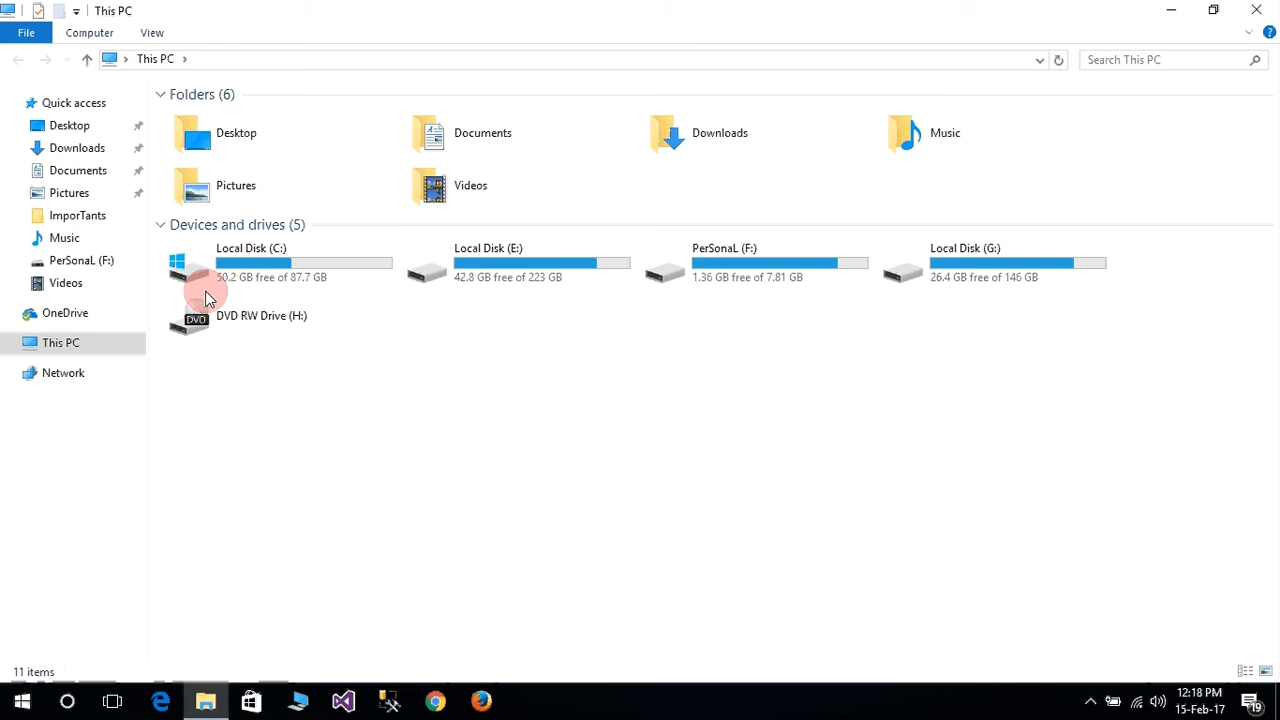 This PC
File Computer View
This PC
Search This PC
Quick access
Desktop
Downloads
Documents
Pictures
ImporTants
Music
PerSonaL (F:)
Videos
OneDrive
This PC
Network
Folders (6)
Desktop Documents Downloads Music
Pictures Videos
Devices and drives (5)
Local Disk (C:)
50.2 GB free of 87.7 GB
Local Disk (E:)
42.8 GB free of 223 GB
PerSonaL (F:)
1.36 GB free of 7.81 GB
Local Disk (G:)
26.4 GB free of 146 GB
DVD
DVD RW Drive (H:)
11 items
12:18 PM
15-Feb-17
19